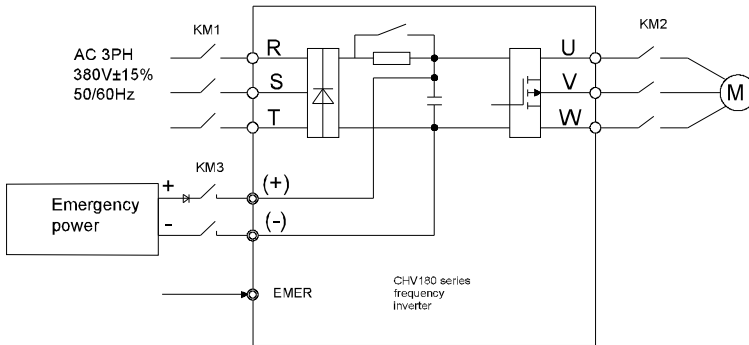 KM1
KM2
AC 3PH
380V±15%
50/60Hz
R
S
T
U
V
W
M
KM3
Emergency
power
+
-
(+)
(-)
EMER
CHV180 series
frequency
inverter